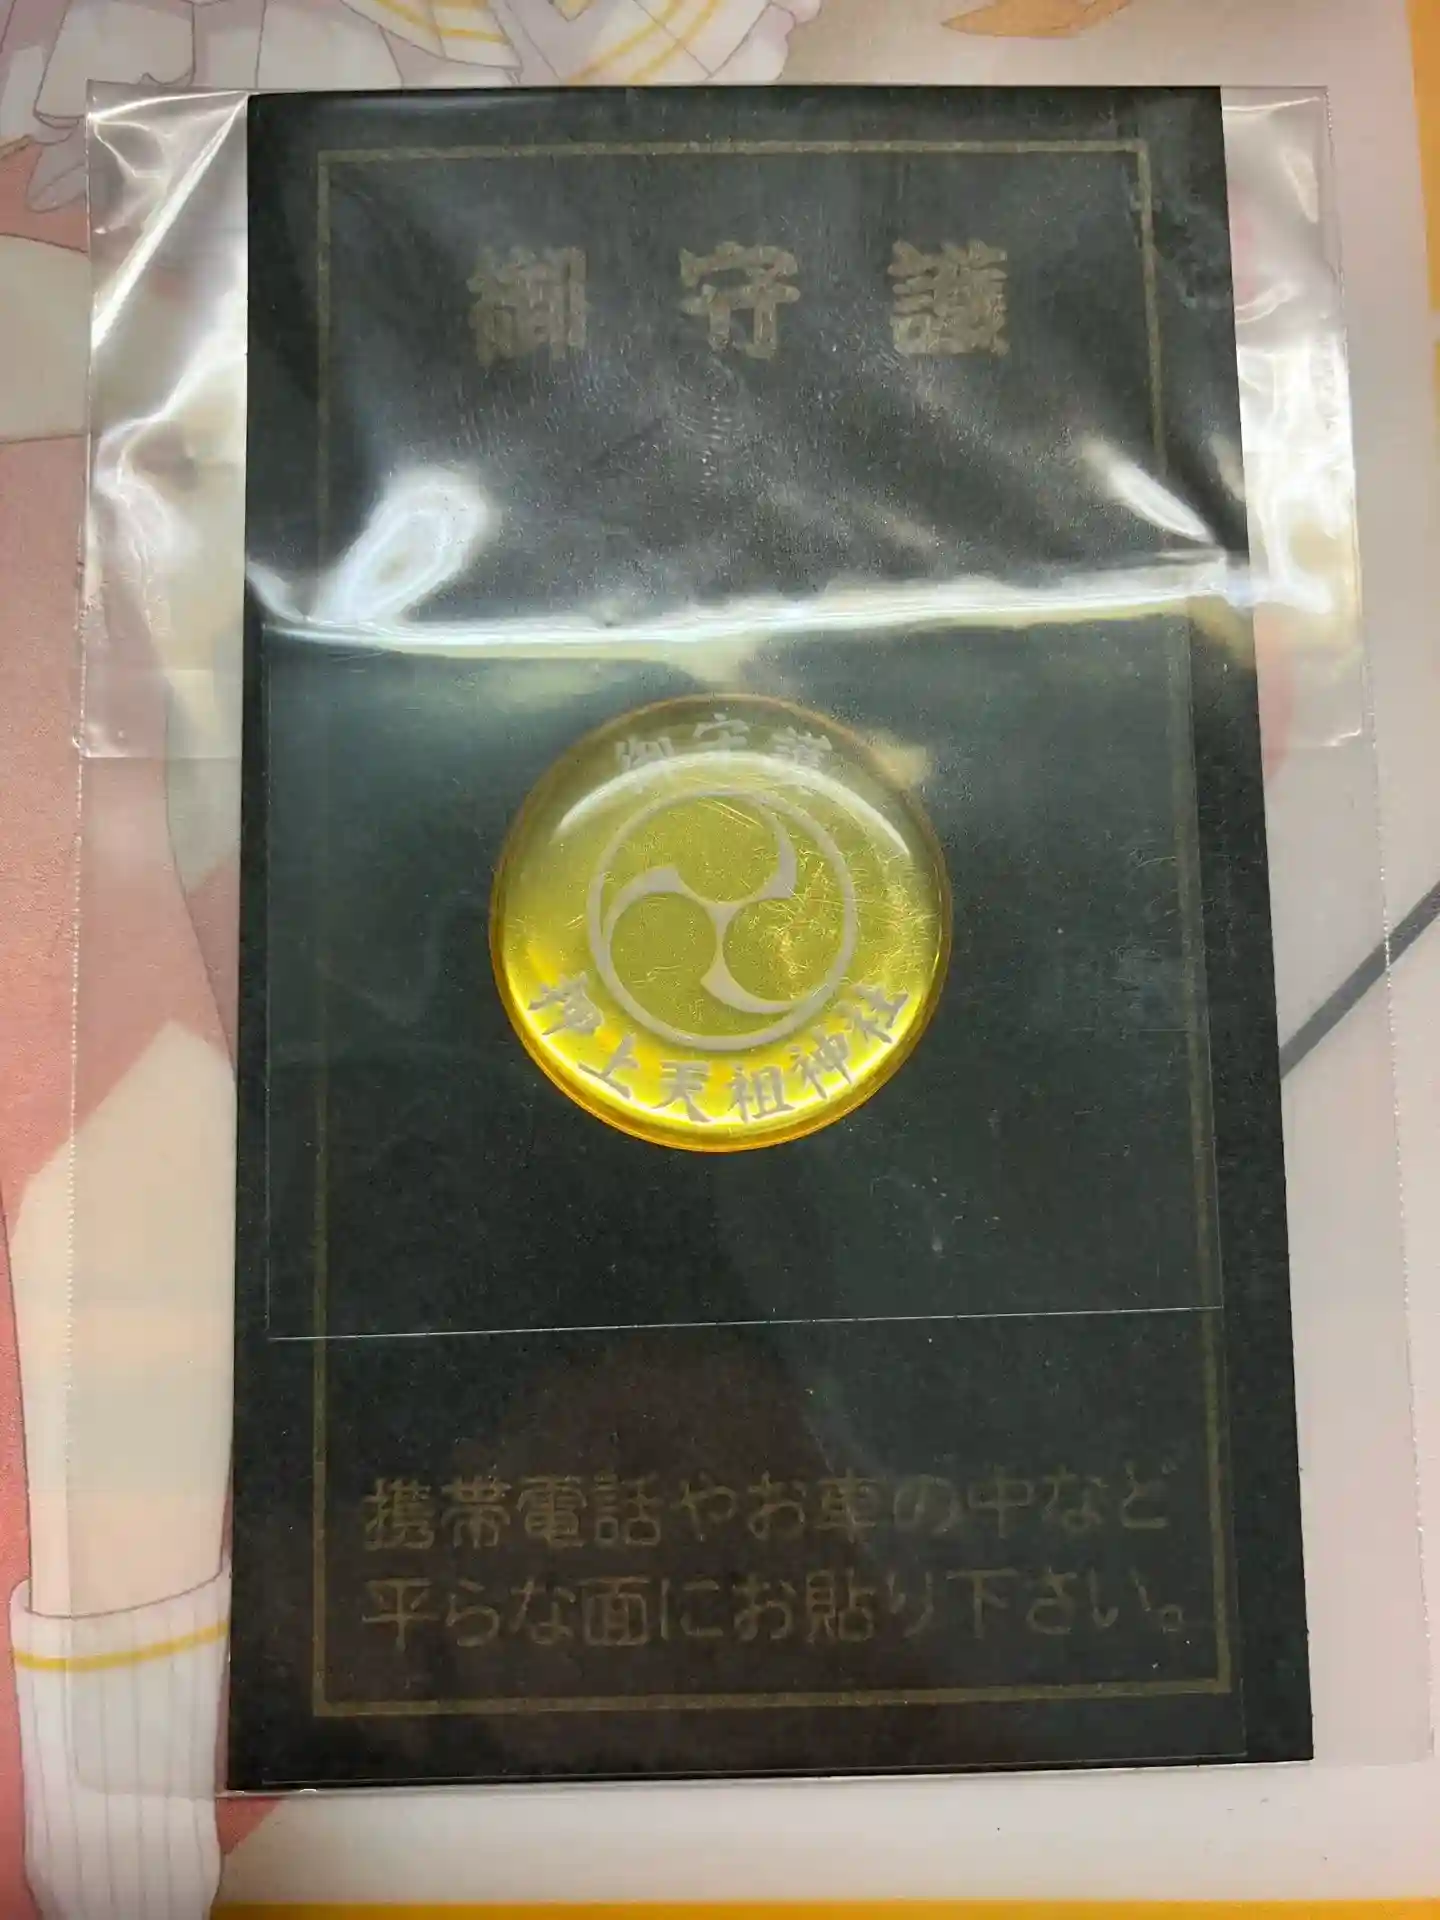 御守護
御守護
押上天祖神社
携帯電話やお車の中など
平らな面にお貼り下さい。